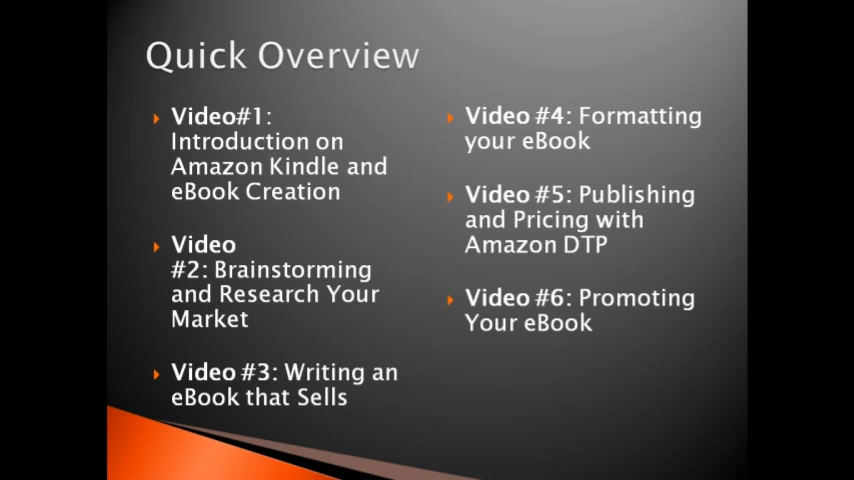 Quick Overview
Video#1:
Introduction on
Amazon Kindle and
eBook Creation
Video
#2: Brainstorming
and Research Your
Market
Video #3: Writing an
eBook that Sells
Video #4: Formatting
your eBook
Video #5: Publishing
and Pricing with
Amazon DTP
Video #6: Promoting
Your eBook